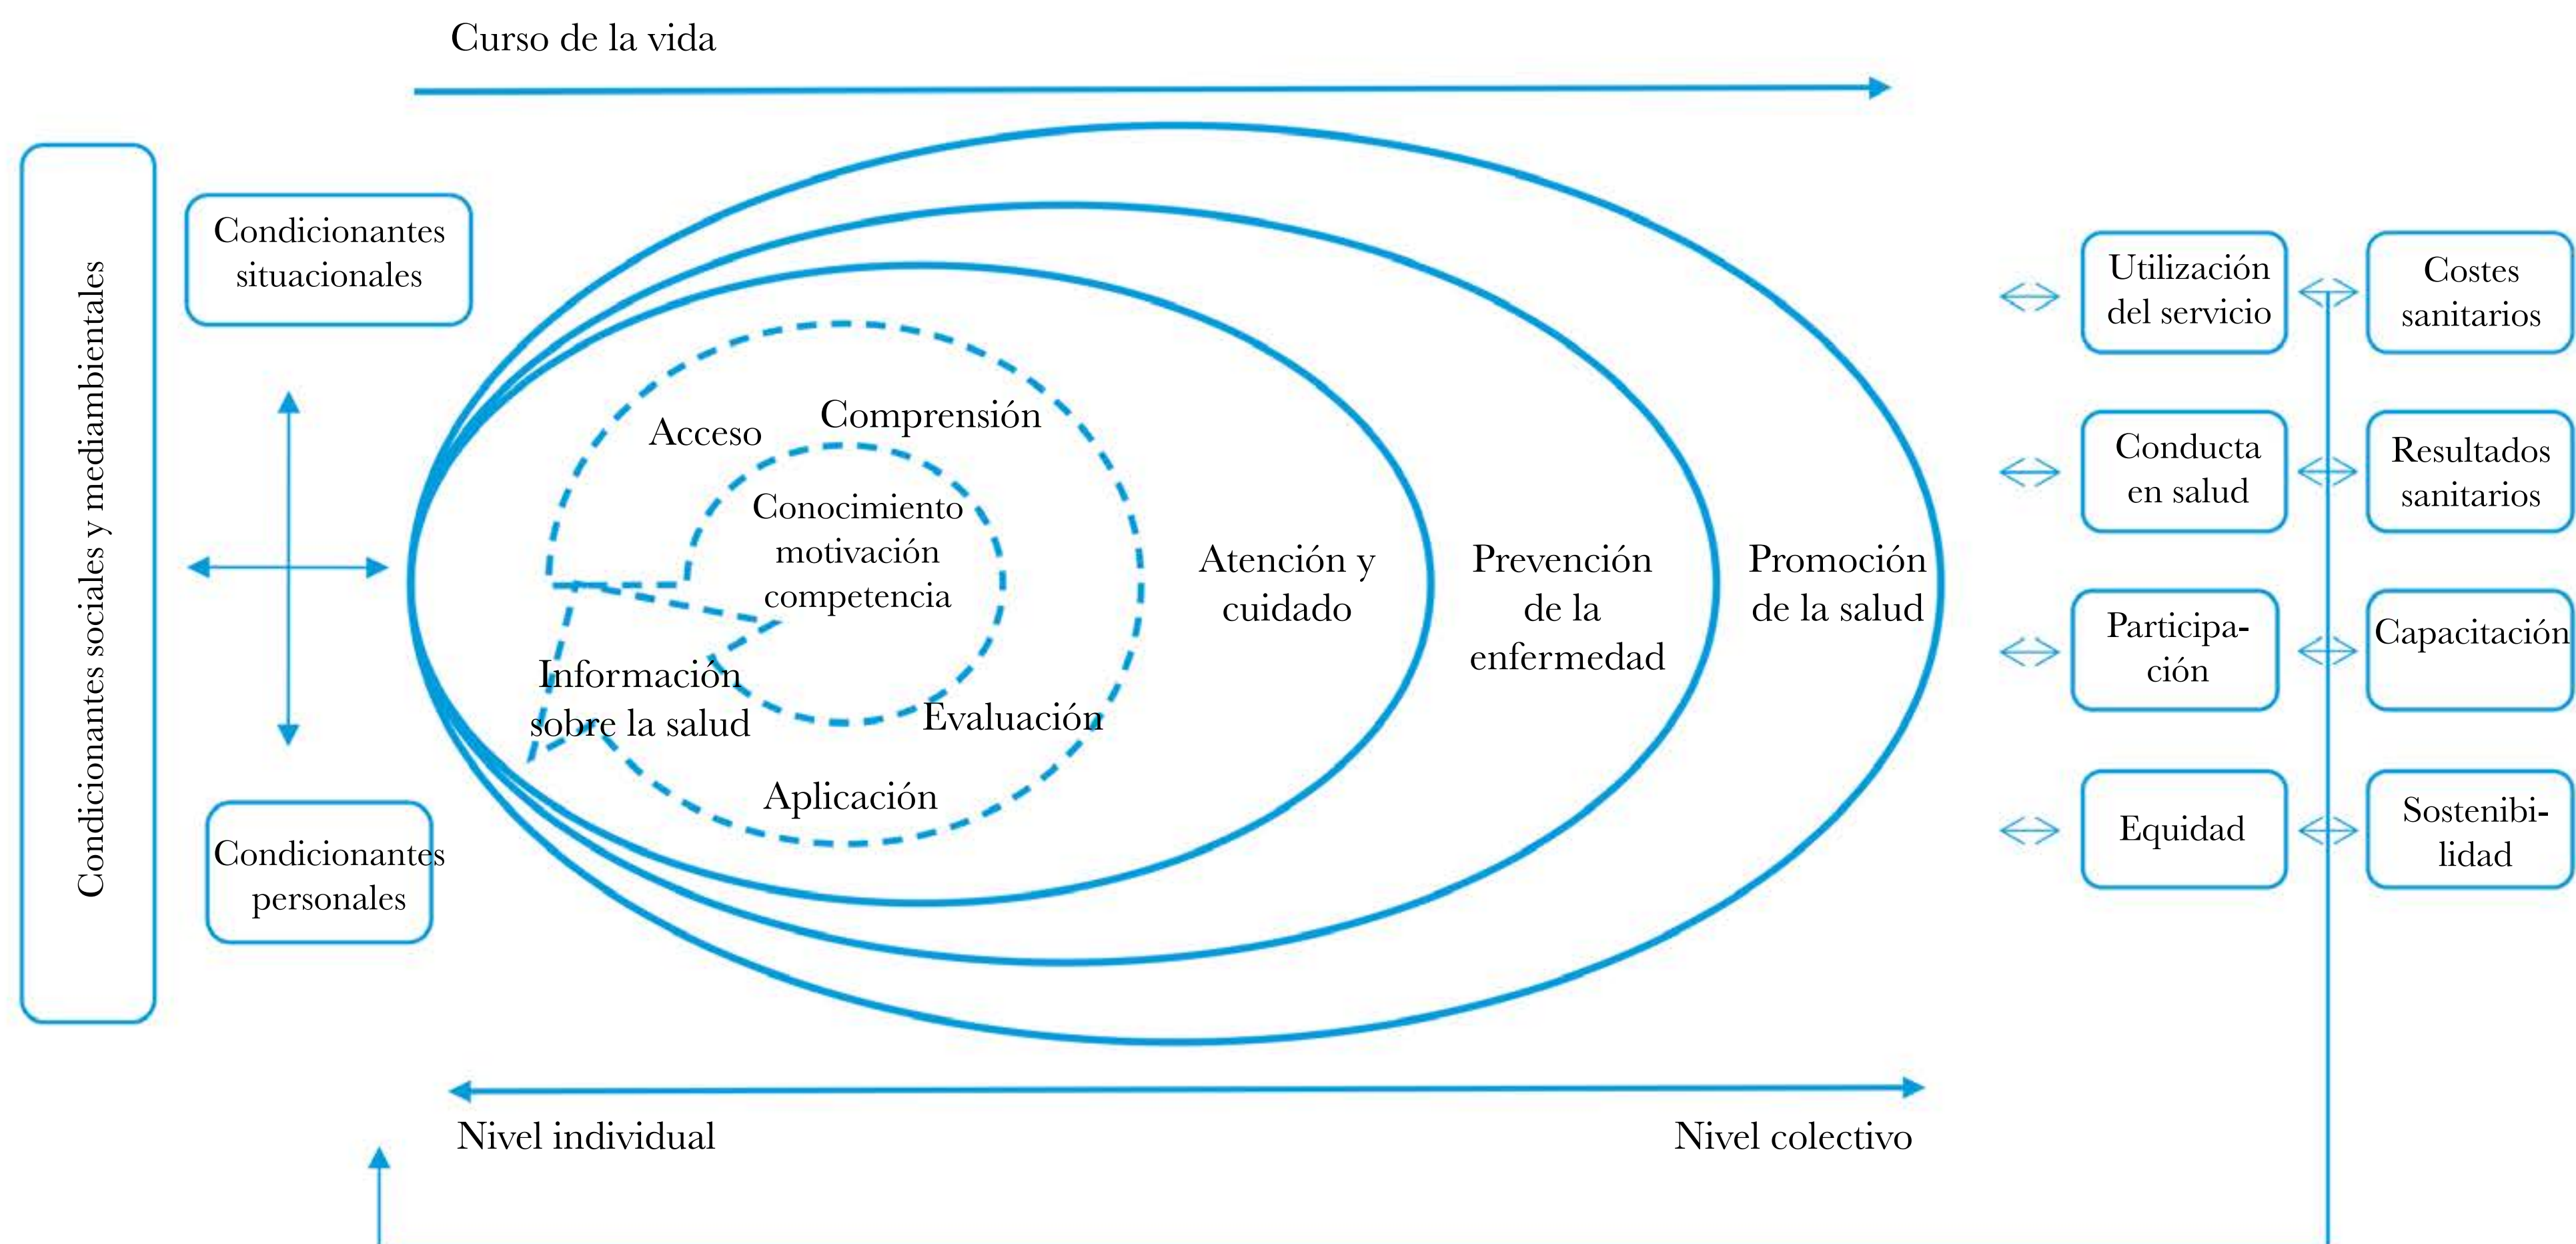 Curso de la vida
Condicionantes sociales y mediambientales
Condicionantes
situacionales
Condicionantes
personales
Acceso
Comprensión
Conocimiento
motivación
competencia
Información
sobre la salud
Evaluación
Aplicación
Atención y
cuidado
Prevención
de la
enfermedad
Promoción
de la salud
Utilización
del servicio
Costes
sanitarios
Conducta
en salud
Resultados
sanitarios
Participa-
ción
Capacitación
Equidad
Sostenibi-
lidad
Nivel individual
Nivel colectivo